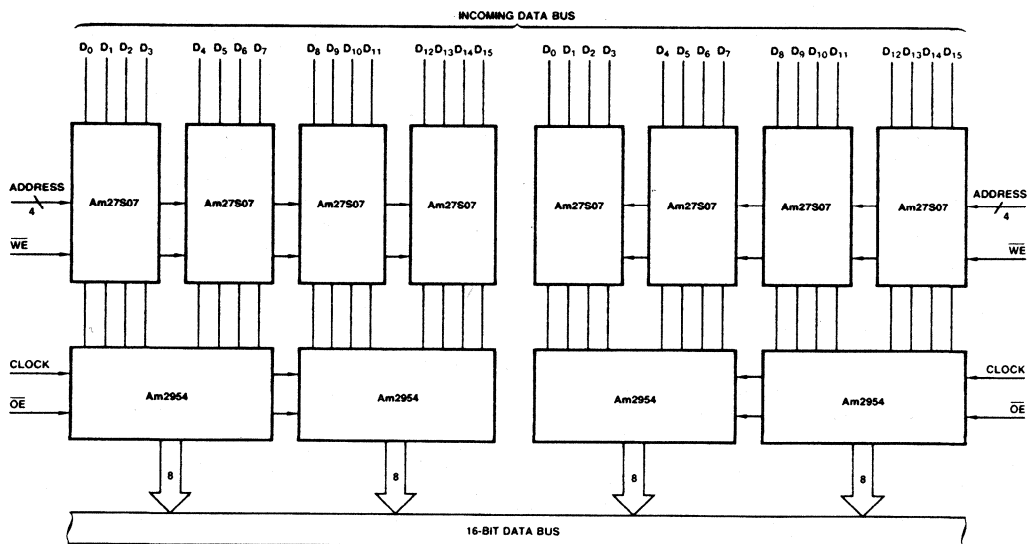 INCOMING DATA BUS
D0 D1 D2 D3 D4 D5 D6 D7 D8 D9 D10 D11 D12 D13 D14 D15 D0 D1 D2 D3 D4 D5 D6 D7 D8 D9 D10 D11 D12 D13 D14 D15
ADDRESS
4
Am27S07 Am27S07 Am27S07 Am27S07 Am27S07 Am27S07 Am27S07 Am27S07
ADDRESS
4
WE
WE
CLOCK
CLOCK
Am2954 Am2954 Am2954 Am2954
OE
OE
8 8 8 8
16-BIT DATA BUS